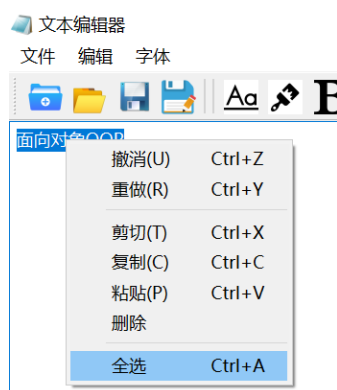 文本编辑器
文件 编辑 字体
Aa B
面向对象OOP
撤消(U) Ctrl+Z
重做(R) Ctrl+Y
剪切(T) Ctrl+X
复制(C) Ctrl+C
粘贴(P) Ctrl+V
删除
全选 Ctrl+A